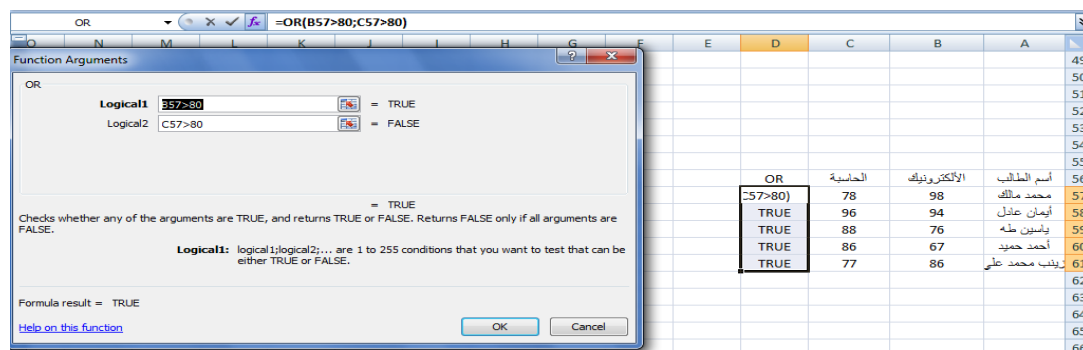 OR =OR(B57>80;C57>80)
O N M L K J I H G F E D C B A
Function Arguments
OR
Logical1 B57>80 = TRUE
Logical2 C57>80 = FALSE
= TRUE
Checks whether any of the arguments are TRUE, and returns TRUE or FALSE. Returns FALSE only if all arguments are
FALSE.
Logical1: logical1;logical2;... are 1 to 255 conditions that you want to test that can be
either TRUE or FALSE.
Formula result = TRUE
Help on this function OK Cancel
49
50
51
52
53
54
55
56 أسم الطالب الألكترونيك الحاسبة OR
57 محمد مالك 98 78 C57>80)
58 أيمان عادل 94 96 TRUE
59 ياسين طه 76 88 TRUE
60 أحمد حميد 67 86 TRUE
61 زينب محمد علي 86 77 TRUE
62
63
64
65
66